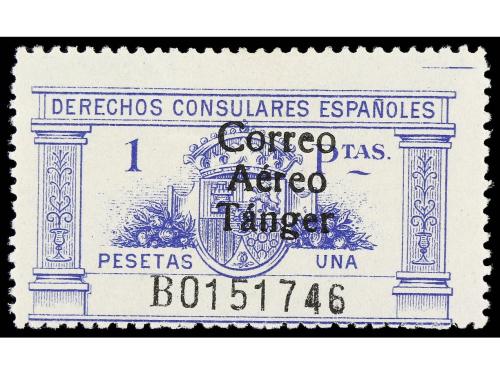 DERECHOS CONSULARES ESPAÑOLES
1 PTAS.
Correo
Aéreo
Tánger
PESETAS UNA
B0151746